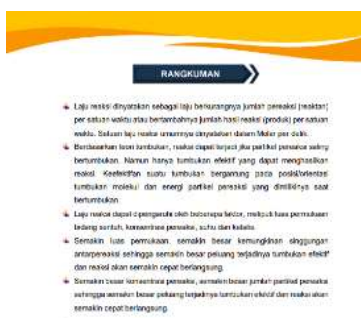 RANGKUMAN
Laju reaksi dinyatakan sebagai laju berkurangnya jumlah pereaksi (reaktan)
per satuan waktu atau bertambahnya jumlah hasil reaksi (produk) per satuan
waktu. Satuan laju reaksi umumnya dinyatakan dalam Molar per detik.
Berdasarkan teori tumbukan, reaksi dapat terjadi jika partikel pereaksi saling
bertumbukan. Namun hanya tumbukan efektif yang dapat menghasilkan
reaksi. Keefektifan suatu tumbukan bergantung pada posisi/orientasi
tumbukan molekul dan energi partikel pereaksi yang dimilikinya saat
bertumbukan.
Laju reaksi dapat dipengaruhi oleh beberapa faktor, meliputi luas permukaan
bidang sentuh, konsentrasi pereaksi, suhu dan katalis.
Semakin luas permukaan, semakin besar kemungkinan singgungan
antarpereaksi sehingga semakin besar peluang terjadinya tumbukan efektif
dan reaksi akan semakin cepat berlangsung.
Semakin besar konsentrasi pereaksi, semakin besar jumlah partikel pereaksi
sehingga semakin besar peluang terjadinya tumbukan efektif dan reaksi akan
semakin cepat berlangsung.